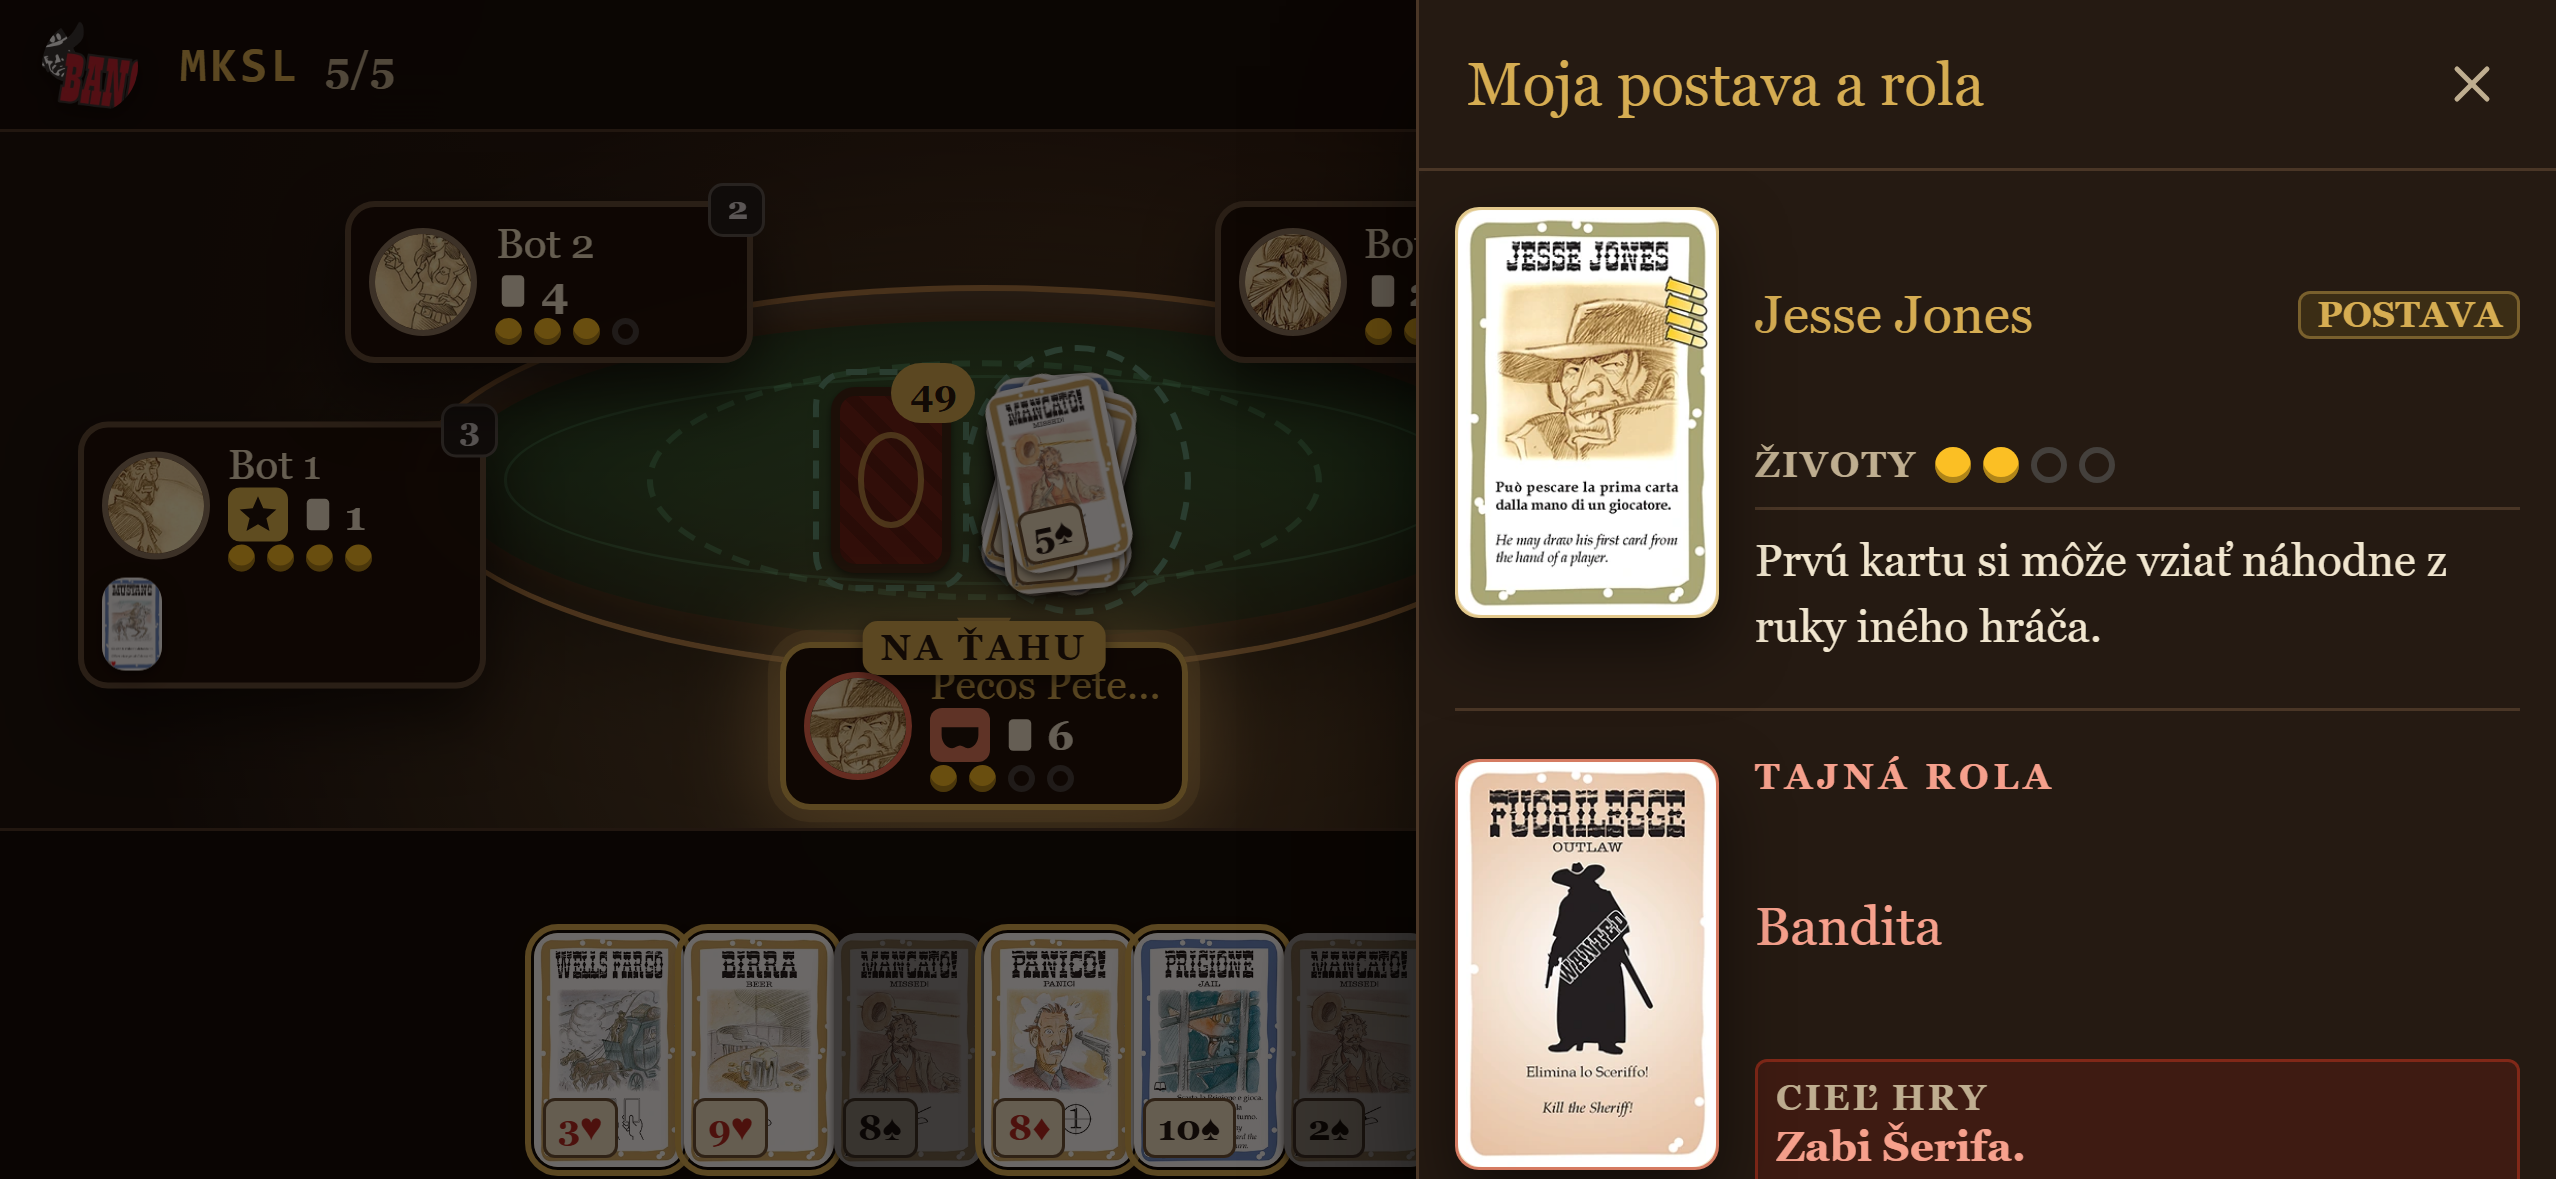 BANG
MKSL 5/5
Moja postava a rola
2
Bot 2
4
3
Bot 1
1
MUSTANG
49
MANCATO!
MISSED!
5♠
NA ŤAHU
Pecos Pete...
6
WELLS FARGO
3♥
BIRRA
BEER
9♥
MANCATO!
MISSED!
8♠
PANICO!
PANIC!
8♦
1
PRIGIONE
JAIL
10♠
MANCATO!
MISSED!
2♠
JESSE JONES
Può pescare la prima carta
dalla mano di un giocatore.
He may draw his first card from
the hand of a player.
Jesse Jones
POSTAVA
ŽIVOTY
Prvú kartu si môže vziať náhodne z
ruky iného hráča.
FUORILEGGE
OUTLAW
WANTED
Elimina lo Sceriffo!
Kill the Sheriff!
TAJNÁ ROLA
Bandita
CIEĽ HRY
Zabi Šerifa.